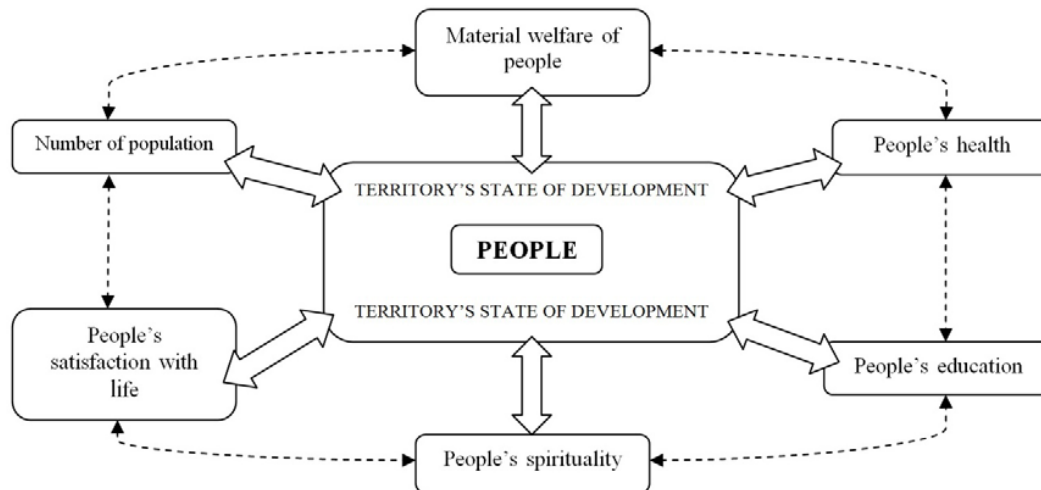 Material welfare of
people
Number of population
People's health
TERRITORY'S STATE OF DEVELOPMENT
PEOPLE
TERRITORY'S STATE OF DEVELOPMENT
People's
satisfaction with
life
People's education
People's spirituality